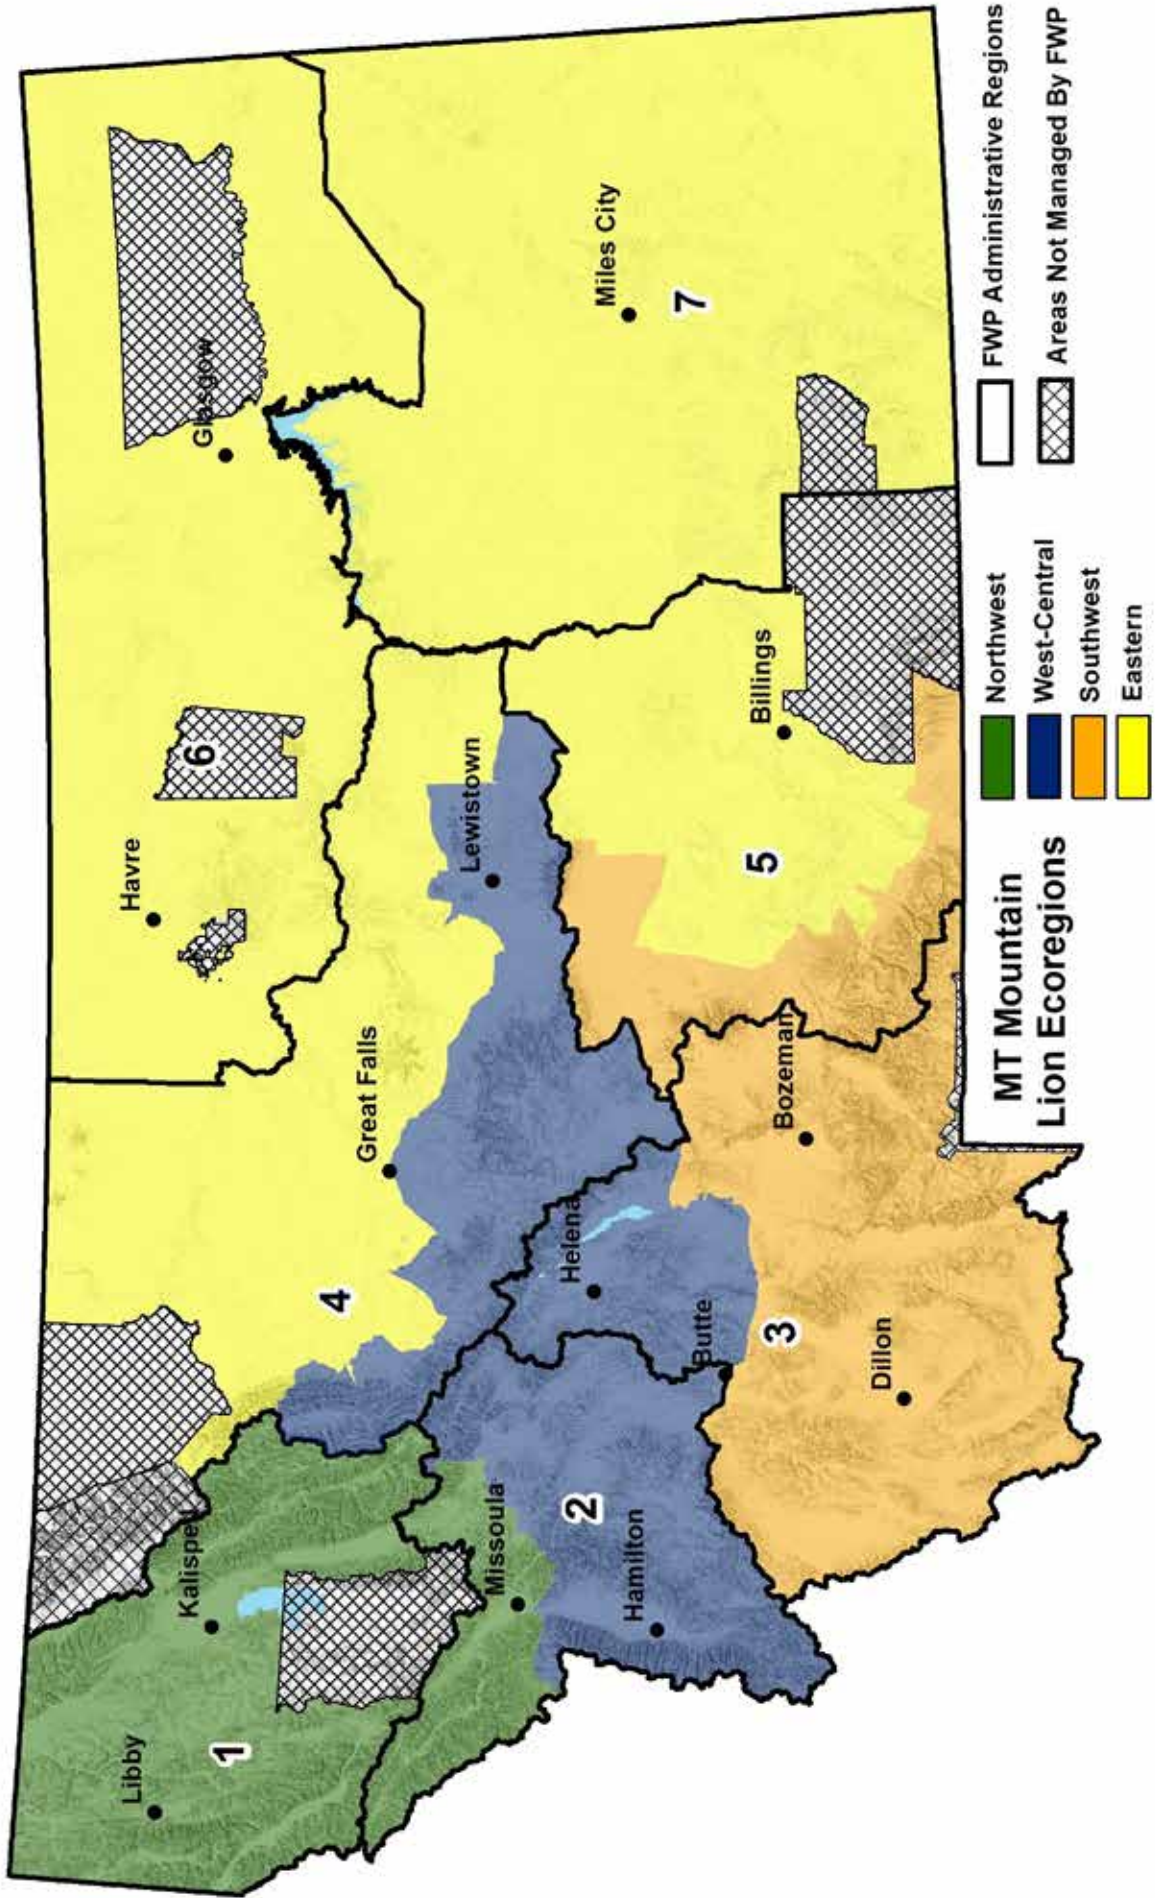 Libby
Kalispell
1
Missoula
Hamilton
2
Havre
6
Glasgow
4
Great Falls
Lewistown
Helena
Butte
3
Dillon
Bozeman
Billings
5
Miles City
7
MT Mountain
Lion Ecoregions
Northwest
West-Central
Southwest
Eastern
FWP Administrative Regions
Areas Not Managed By FWP